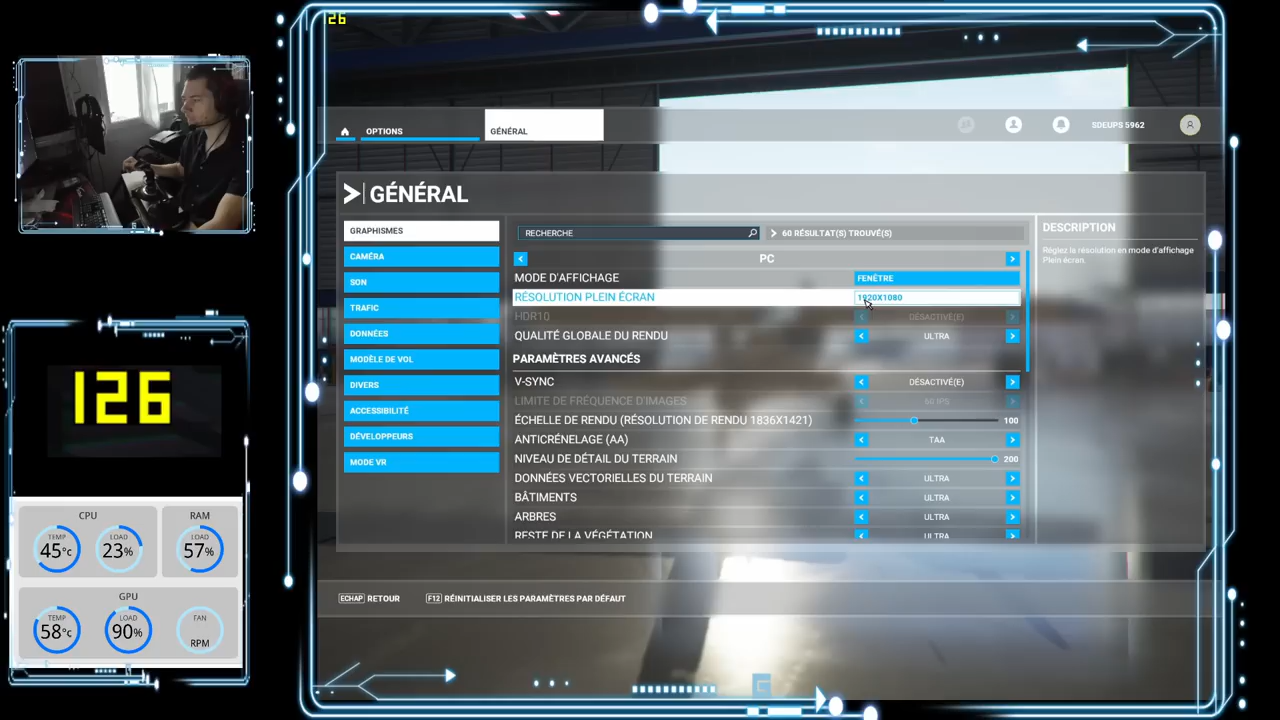 126
OPTIONS
GÉNÉRAL
SDEUPS 5962
GÉNÉRAL
GRAPHISMES
CAMÉRA
SON
TRAFIC
DONNÉES
MODÈLE DE VOL
DIVERS
ACCESSIBILITÉ
DÉVELOPPEURS
MODE VR
RECHERCHE
60 RÉSULTAT(S) TROUVÉ(S)
PC
MODE D'AFFICHAGE FENÊTRE
RÉSOLUTION PLEIN ÉCRAN 1920X1080
HDR10 DÉSACTIVÉ(E)
QUALITÉ GLOBALE DU RENDU ULTRA
PARAMÈTRES AVANCÉS
V-SYNC DÉSACTIVÉ(E)
LIMITE DE FRÉQUENCE D'IMAGES 60 IPS
ÉCHELLE DE RENDU (RÉSOLUTION DE RENDU 1836X1421) 100
ANTICRÉNELAGE (AA) TAA
NIVEAU DE DÉTAIL DU TERRAIN 200
DONNÉES VECTORIELLES DU TERRAIN ULTRA
BÂTIMENTS ULTRA
ARBRES ULTRA
RESTE DE LA VÉGÉTATION ULTRA
DESCRIPTION
Réglez la résolution en mode d'affichage
Plein écran.
ECHAP RETOUR
F12 RÉINITIALISER LES PARAMÈTRES PAR DÉFAUT
126
CPU
TEMP
45°c
LOAD
23%
RAM
LOAD
57%
GPU
TEMP
58°c
LOAD
90%
FAN
RPM